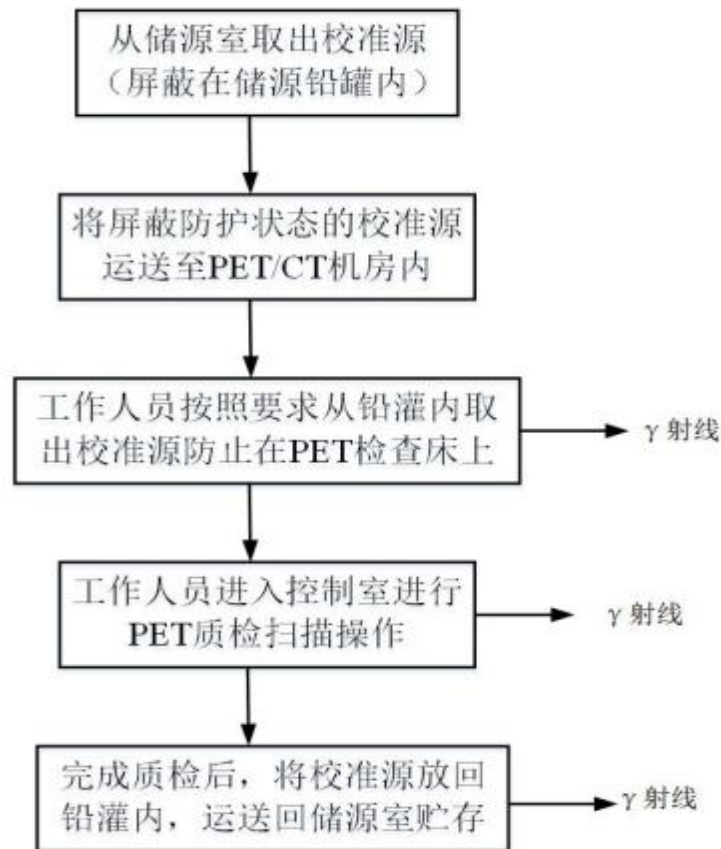 从储源室取出校准源
（屏蔽在储源铅罐内）
将屏蔽防护状态的校准源
运送至PET/CT机房内
工作人员按照要求从铅灌内取
出校准源防止在PET检查床上
γ 射线
工作人员进入控制室进行
PET质检扫描操作
γ 射线
完成质检后，将校准源放回
铅灌内，运送回储源室贮存
γ 射线